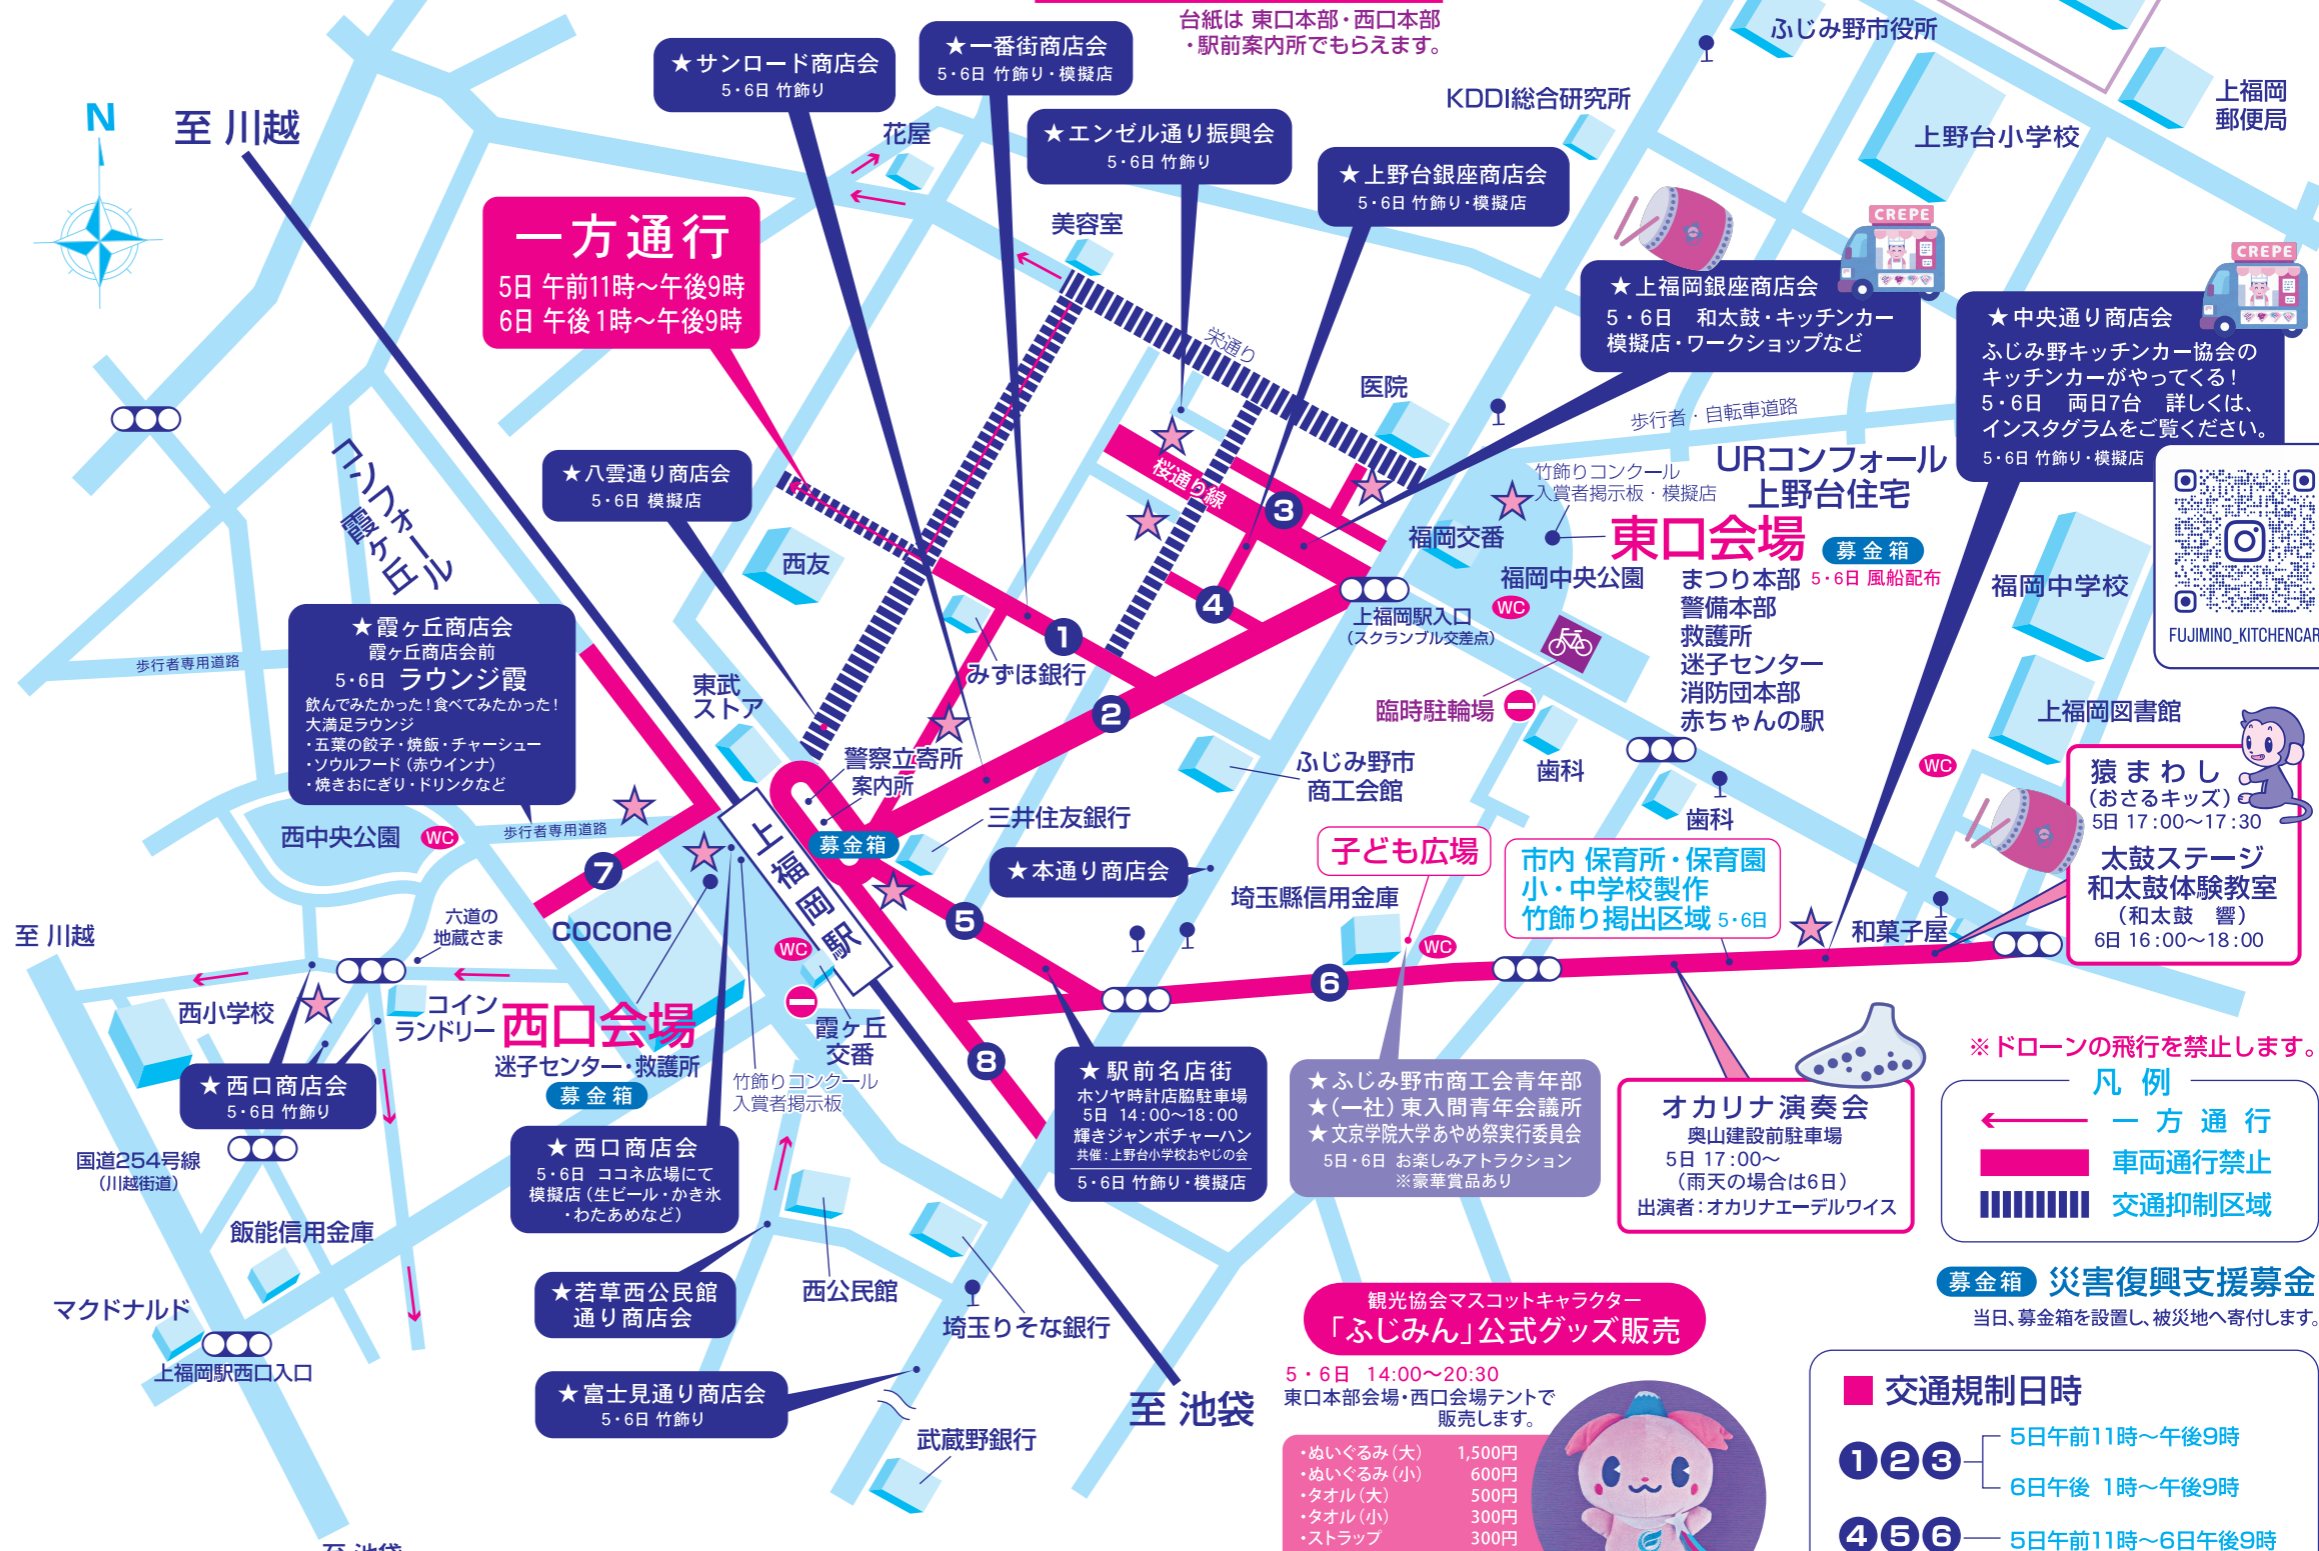 台紙は 東口本部・西口本部
・駅前案内所でもらえます。
ふじみ野市役所
KDDI総合研究所
上野台小学校
上福岡
郵便局
N
至 川越
★サンロード商店会
5・6日 竹飾り
★一番街商店会
5・6日 竹飾り・模擬店
花屋
★エンゼル通り振興会
5・6日 竹飾り
★上野台銀座商店会
5・6日 竹飾り・模擬店
美容室
一方通行
5日 午前11時～午後9時
6日 午後1時～午後9時
栄通り
医院
CREPE
★上福岡銀座商店会
5・6日 和太鼓・キッチンカー
模擬店・ワークショップなど
CREPE
★中央通り商店会
ふじみ野キッチンカー協会の
キッチンカーがやってくる！
5・6日 両日7台 詳しくは、
インスタグラムをご覧ください。
5・6日 竹飾り・模擬店
FUJIMINO_KITCHENCAR
歩行者・自転車道路
コンフォール
霞ヶ丘
★八雲通り商店会
5・6日 模擬店
西友
桜通り線
3
4
1
2
竹飾りコンクール
入賞者掲示板・模擬店
URコンフォール
上野台住宅
福岡交番
東口会場
募金箱
5・6日 風船配布
福岡中央公園
WC
まつり本部
警備本部
救護所
迷子センター
消防団本部
赤ちゃんの駅
福岡中学校
上福岡駅入口
(スクランブル交差点)
臨時駐輪場
上福岡図書館
WC
歩行者専用道路
★霞ヶ丘商店会
霞ヶ丘商店会前
5・6日 ラウンジ霞
飲んでみたかった！食べてみたかった！
大満足ラウンジ
・五葉の餃子・焼飯・チャーシュー
・ソウルフード（赤ウインナ）
・焼きおにぎり・ドリンクなど
みずほ銀行
東武
ストア
警察立寄所
案内所
募金箱
三井住友銀行
ふじみ野市
商工会館
歯科
歯科
猿まわし
(おさるキッズ)
5日 17:00～17:30
太鼓ステージ
和太鼓体験教室
(和太鼓 響)
6日 16:00～18:00
西中央公園
WC
歩行者専用道路
7
上福岡駅
★本通り商店会
子ども広場
埼玉縣信用金庫
WC
市内 保育所・保育園
小・中学校製作
竹飾り掲出区域 5・6日
和菓子屋
5
6
8
至 川越
六道の
地蔵さま
cocone
WC
西小学校
コイン
ランドリー
西口会場
迷子センター・救護所
募金箱
霞ヶ丘
交番
竹飾りコンクール
入賞者掲示板
★西口商店会
5・6日 竹飾り
国道254号線
(川越街道)
★西口商店会
5・6日 ココネ広場にて
模擬店（生ビール・かき氷
・わたあめなど）
★駅前名店街
ホソヤ時計店脇駐車場
5日 14:00～18:00
輝きジャンボチャーハン
共催：上野台小学校おやじの会
5・6日 竹飾り・模擬店
★ふじみ野市商工会青年部
★(一社)東入間青年会議所
★文京学院大学あやめ祭実行委員会
5日・6日 お楽しみアトラクション
※豪華賞品あり
オカリナ演奏会
奥山建設前駐車場
5日 17:00～
(雨天の場合は6日)
出演者：オカリナエーデルワイス
※ドローンの飛行を禁止します。
凡 例
一方通行
車両通行禁止
交通抑制区域
飯能信用金庫
マクドナルド
上福岡駅西口入口
★若草西公民館
通り商店会
西公民館
埼玉りそな銀行
★富士見通り商店会
5・6日 竹飾り
武蔵野銀行
至 池袋
至 池袋
観光協会マスコットキャラクター
「ふじみん」公式グッズ販売
5・6日 14:00～20:30
東口本部会場・西口会場テントで
販売します。
・ぬいぐるみ（大） 1,500円
・ぬいぐるみ（小） 600円
・タオル（大） 500円
・タオル（小） 300円
・ストラップ 300円
募金箱 災害復興支援募金
当日、募金箱を設置し、被災地へ寄付します。
■ 交通規制日時
123
5日午前11時～午後9時
6日午後 1時～午後9時
456 5日午前11時～6日午後9時